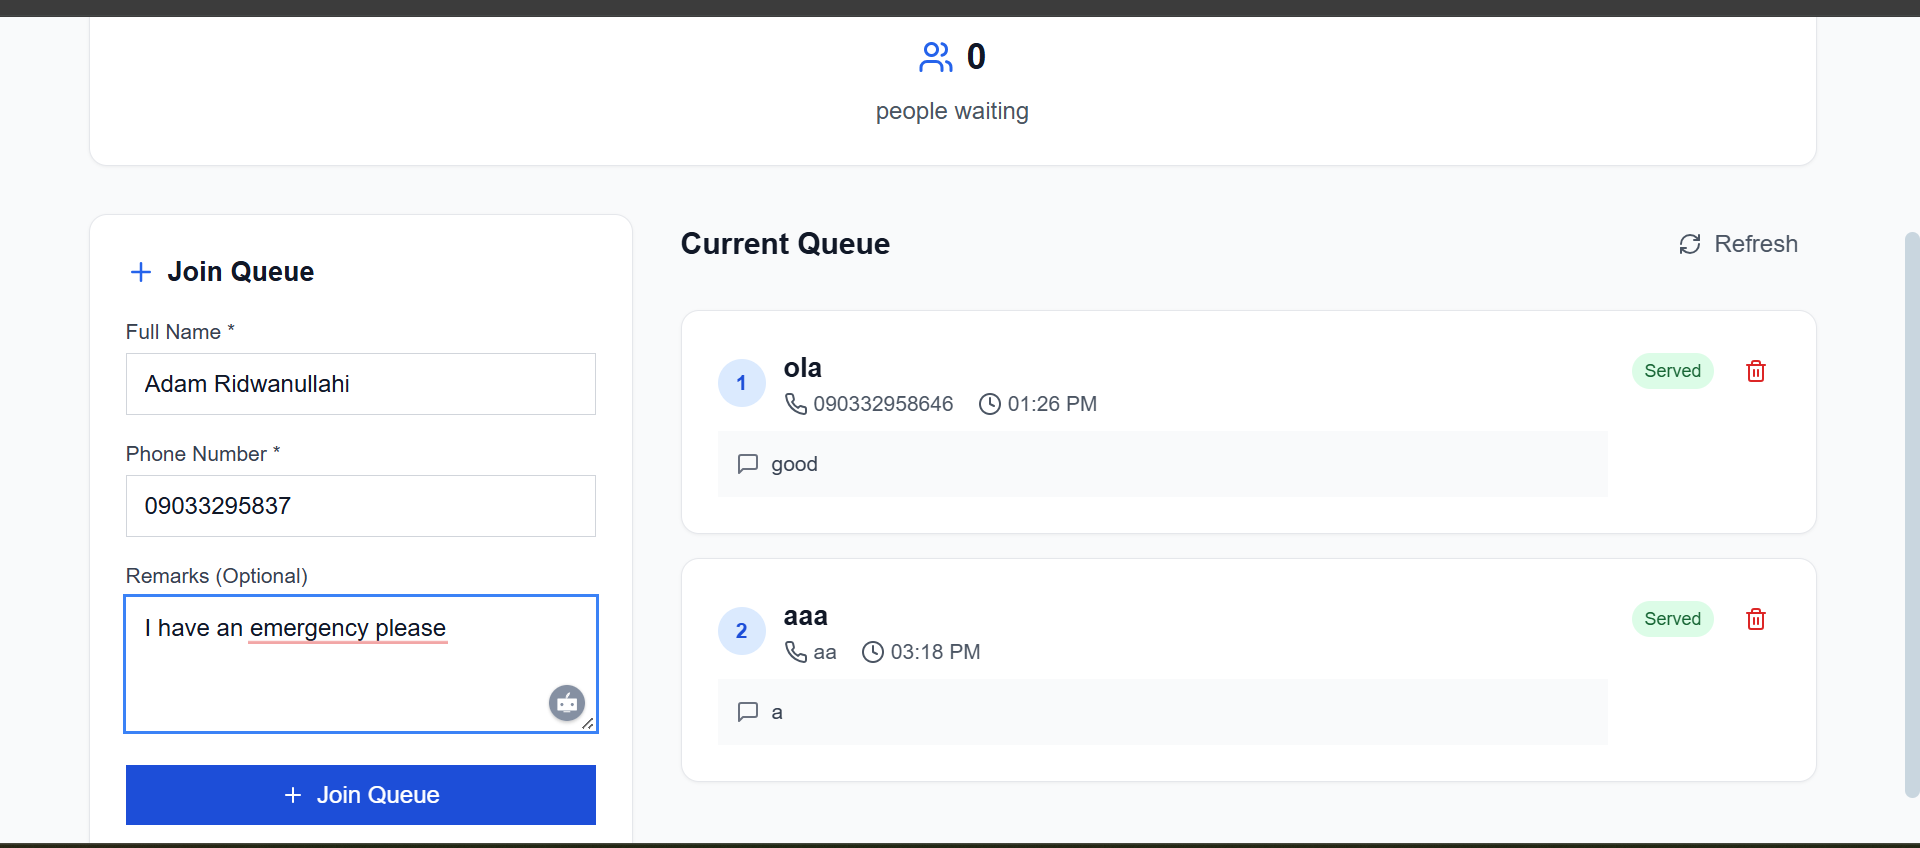 0
people waiting
Join Queue
Full Name *
Adam Ridwanullahi
Phone Number *
09033295837
Remarks (Optional)
I have an emergency please
Join Queue
Current Queue
Refresh
1
ola
Served
090332958646
01:26 PM
good
2
aaa
Served
aa
03:18 PM
a